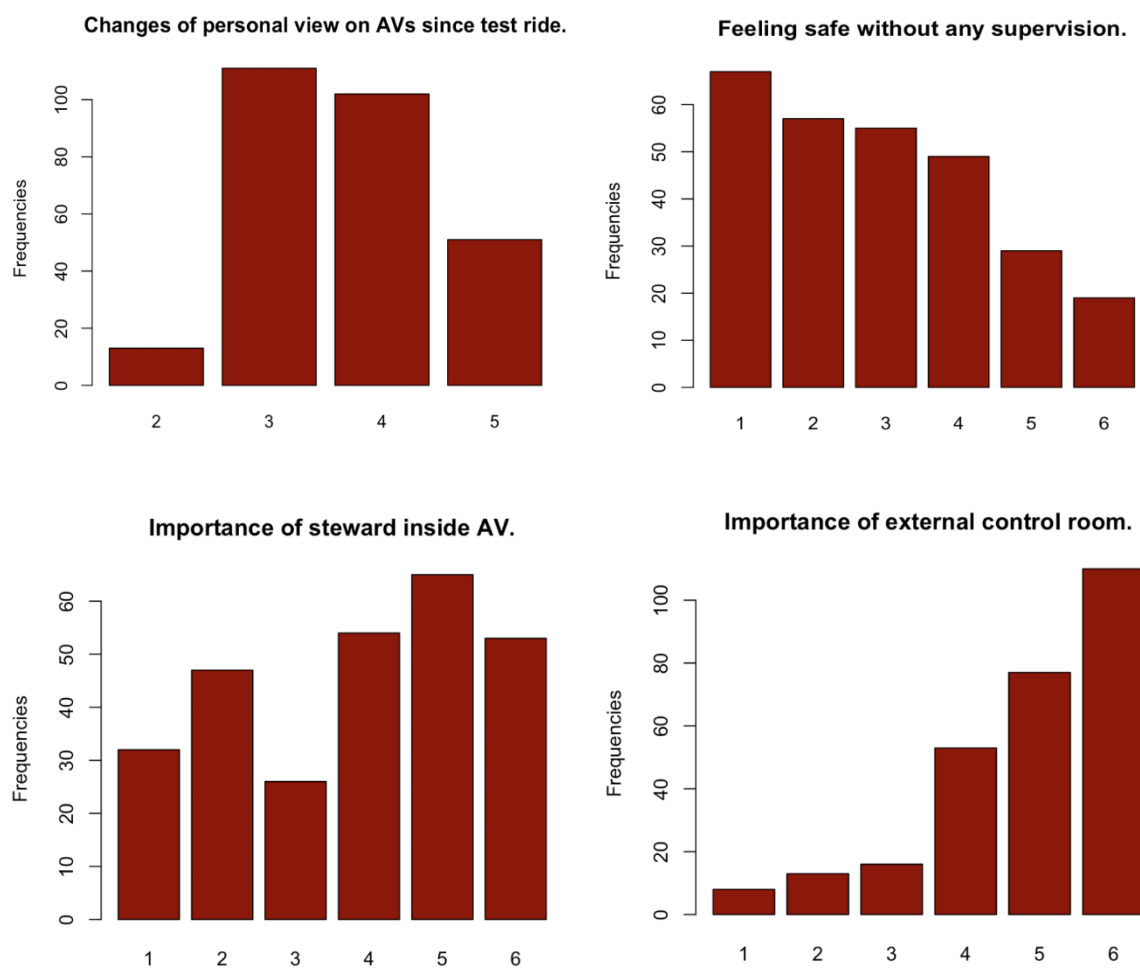 Changes of personal view on AVs since test ride.
Frequencies
0 20 40 60 80 100
2 3 4 5
Feeling safe without any supervision.
Frequencies
0 10 20 30 40 50 60
1 2 3 4 5 6
Importance of steward inside AV.
Frequencies
0 10 20 30 40 50 60
1 2 3 4 5 6
Importance of external control room.
Frequencies
0 20 40 60 80 100
1 2 3 4 5 6